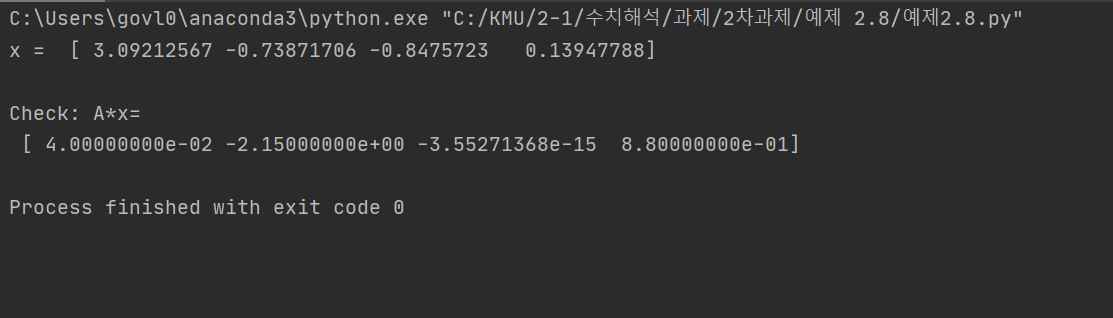 C:\Users\govl0\anaconda3\python.exe "C:/KMU/2-1/수치해석/과제/2차과제/예제 2.8/예제2.8.py"
x =  [ 3.09212567 -0.73871706 -0.8475723   0.13947788]
Check: A*x=
 [ 4.00000000e-02 -2.15000000e+00 -3.55271368e-15  8.80000000e-01]
Process finished with exit code 0